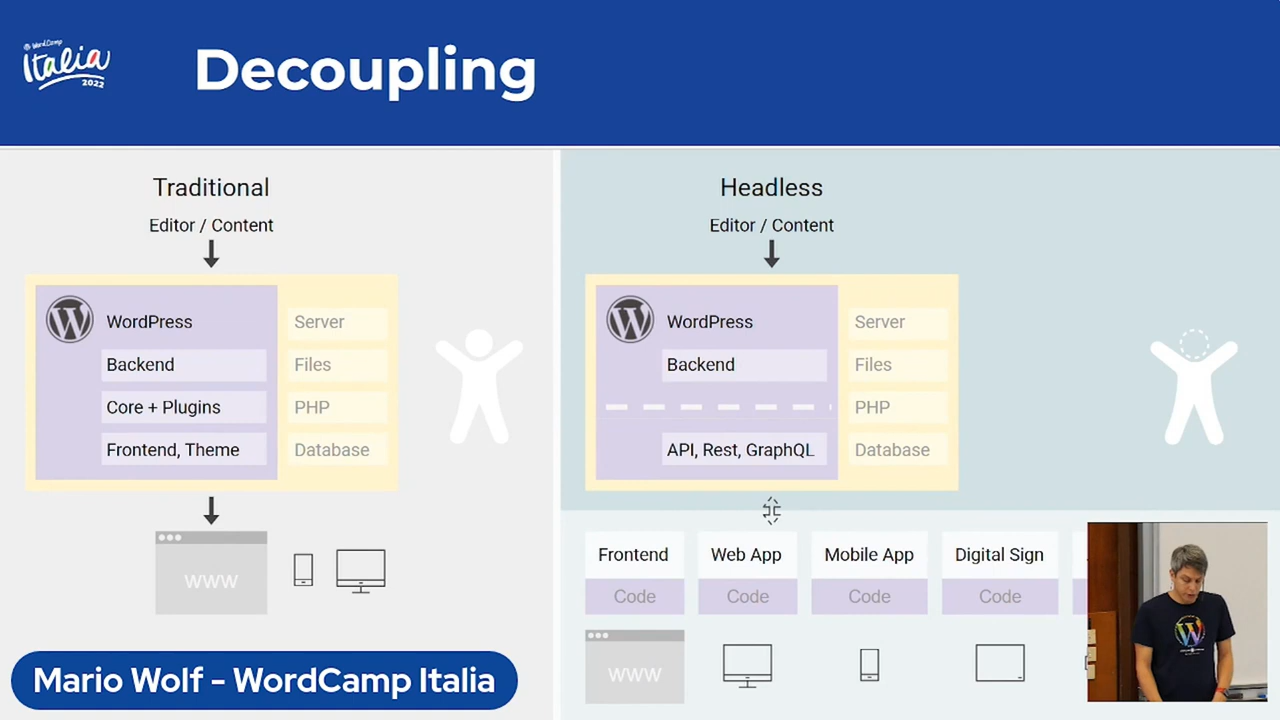 WordCamp
Italia
2022
Decoupling
Traditional
Editor / Content
WordPress
Server
Backend
Files
Core + Plugins
PHP
Frontend, Theme
Database
www
Headless
Editor / Content
WordPress
Server
Backend
Files
PHP
API, Rest, GraphQL
Database
Frontend
Web App
Mobile App
Digital Sign
Code
Code
Code
Code
www
Mario Wolf - WordCamp Italia